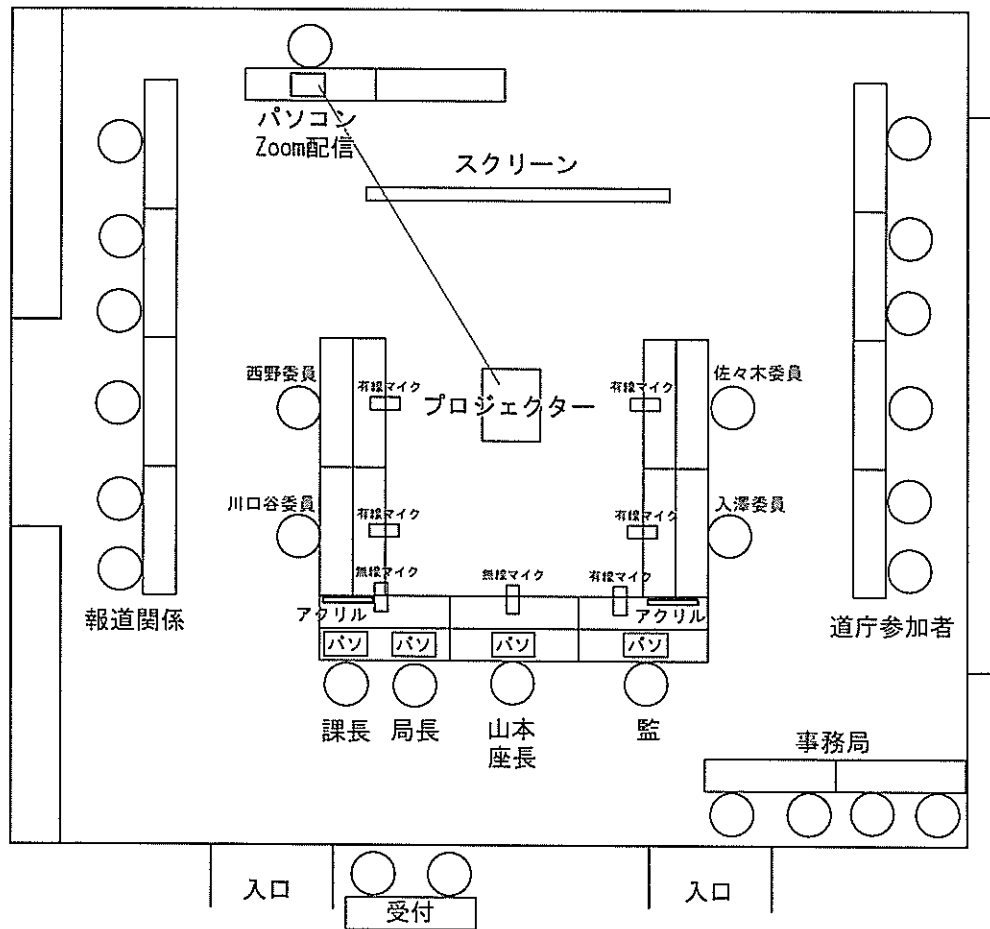 パソコン
Zoom配信
スクリーン
西野委員
有線マイク
プロジェクター
有線マイク
佐々木委員
川口谷委員
有線マイク
有線マイク
入澤委員
無線マイク
無線マイク
有線マイク
アクリル
アクリル
報道関係
道庁参加者
パソ
パソ
パソ
パソ
課長
局長
山本
座長
監
事務局
入口
受付
入口